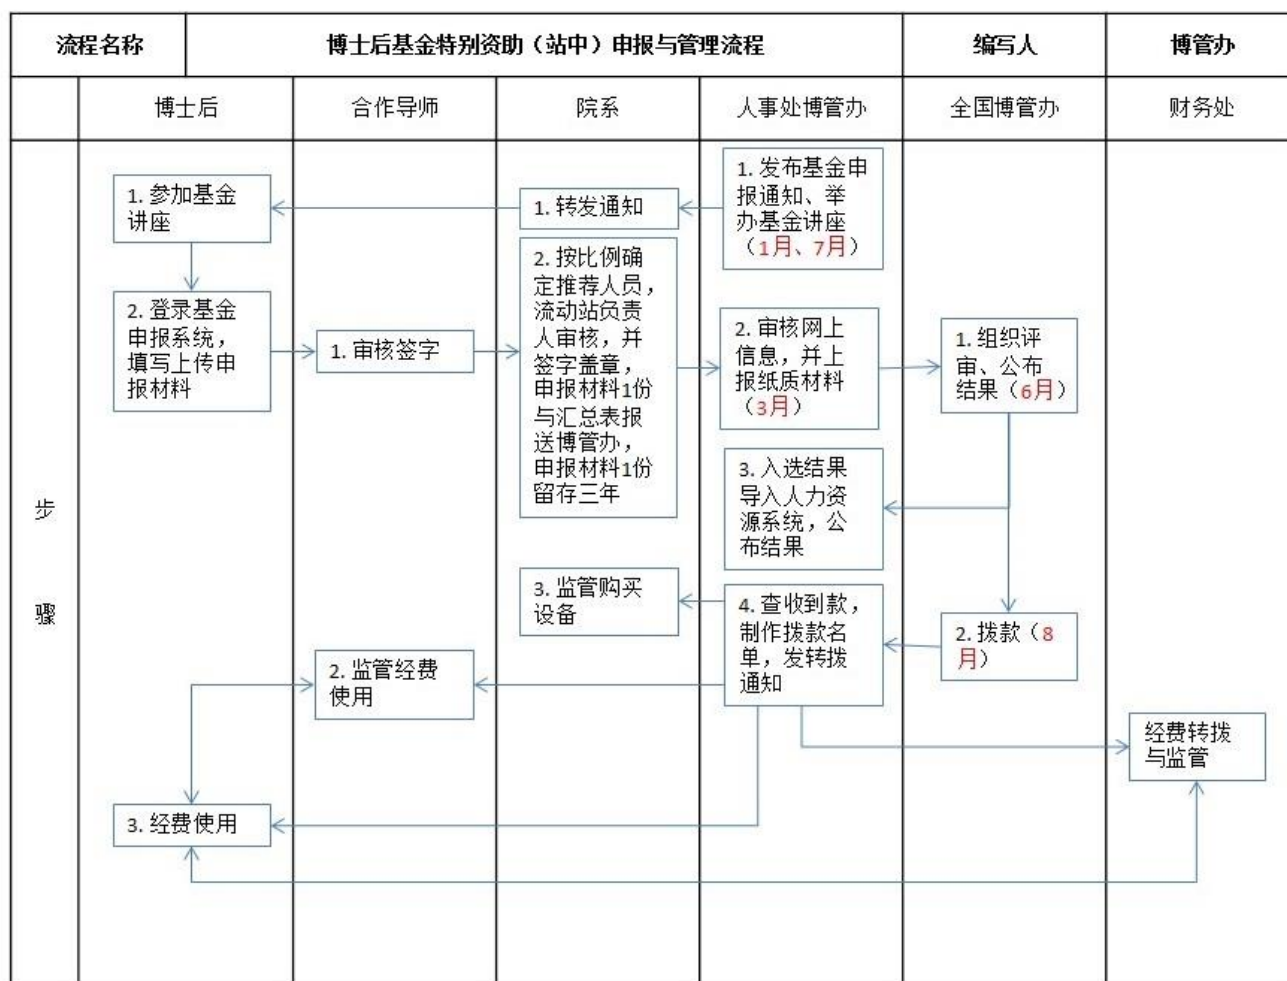 流程名称 博士后基金特别资助（站中）申报与管理流程 编写人 博管办
博士后 合作导师 院系 人事处博管办 全国博管办 财务处
步
骤
1. 参加基金
讲座
2. 登录基金
申报系统，
填写上传申
报材料
3. 经费使用
1. 审核签字
2. 监管经费
使用
1. 转发通知
2. 按比例确
定推荐人员，
流动站负责
人审核，并
签字盖章，
申报材料1份
与汇总表报
送博管办，
申报材料1份
留存三年
3. 监管购买
设备
1. 发布基金申
报通知、举
办基金讲座
（1月、7月）
2. 审核网上
信息，并上
报纸质材料
（3月）
3. 入选结果
导入人力资
源系统，公
布结果
4. 查收到款，
制作拨款名
单，发转拨
通知
1. 组织评
审、公布
结果（6月）
2. 拨款（8
月）
经费转拨
与监管